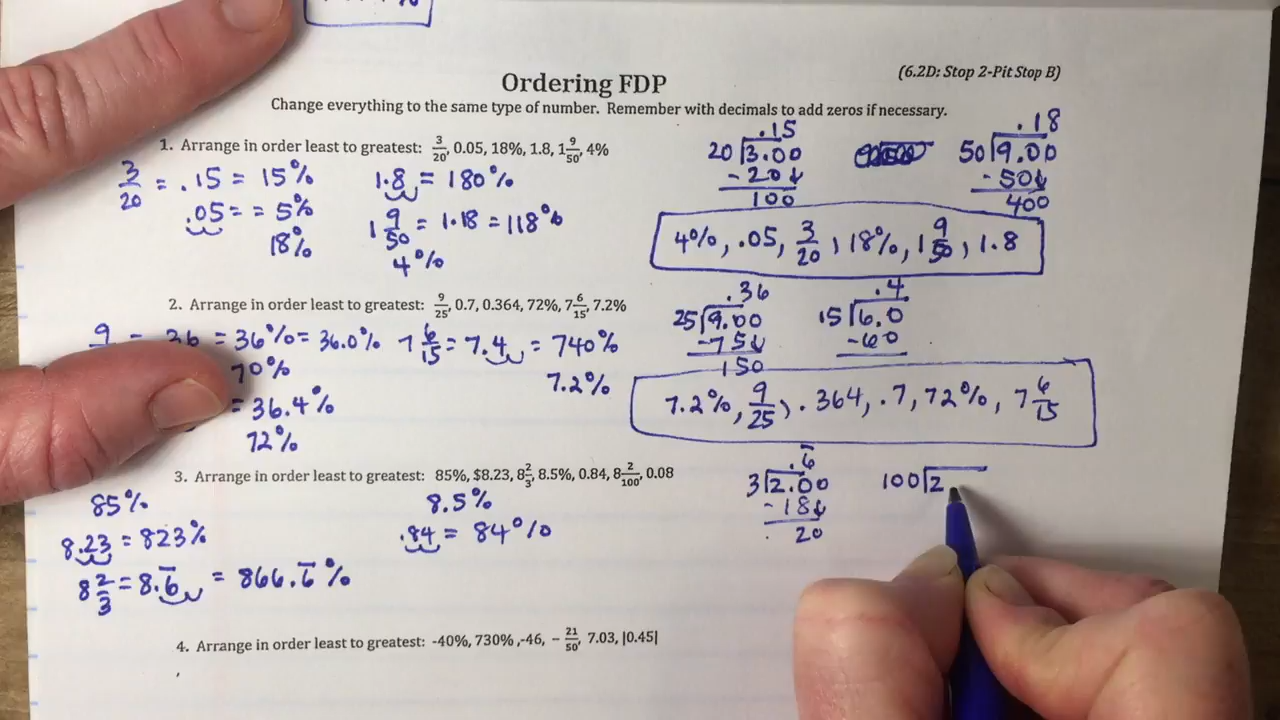 (6.2D: Stop 2-Pit Stop B)
Ordering FDP
Change everything to the same type of number. Remember with decimals to add zeros if necessary.
1. Arrange in order least to greatest: 3/20, 0.05, 18%, 1.8, 1 9/50, 4%
3/20 = .15 = 15%
.05 = = 5%
18%
1.8 = 180%
1 9/50 = 1.18 = 118%
4%
.15
20 3.00
-20
100
.18
50 9.00
-50
400
4%, .05, 3/20, 18%, 1 9/50, 1.8
2. Arrange in order least to greatest: 9/25, 0.7, 0.364, 72%, 7 6/15, 7.2%
9 = 36 = 36% = 36.0%
70%
= 36.4%
72%
7 6/15 = 7.4 = 740%
7.2%
.36
25 9.00
-75
150
.4
15 6.0
-60
7.2%, 9/25, .364, .7, 72%, 7 6/15
3. Arrange in order least to greatest: 85%, $8.23, 8 2/3, 8.5%, 0.84, 8 2/100, 0.08
85%
8.23 = 823%
8 2/3 = 8.6̅ = 866.6̅%
8.5%
.84 = 84%
.6̅
3 2.00
-18
20
100 2
4. Arrange in order least to greatest: -40%, 730% ,-46, - 21/50, 7.03, |0.45|